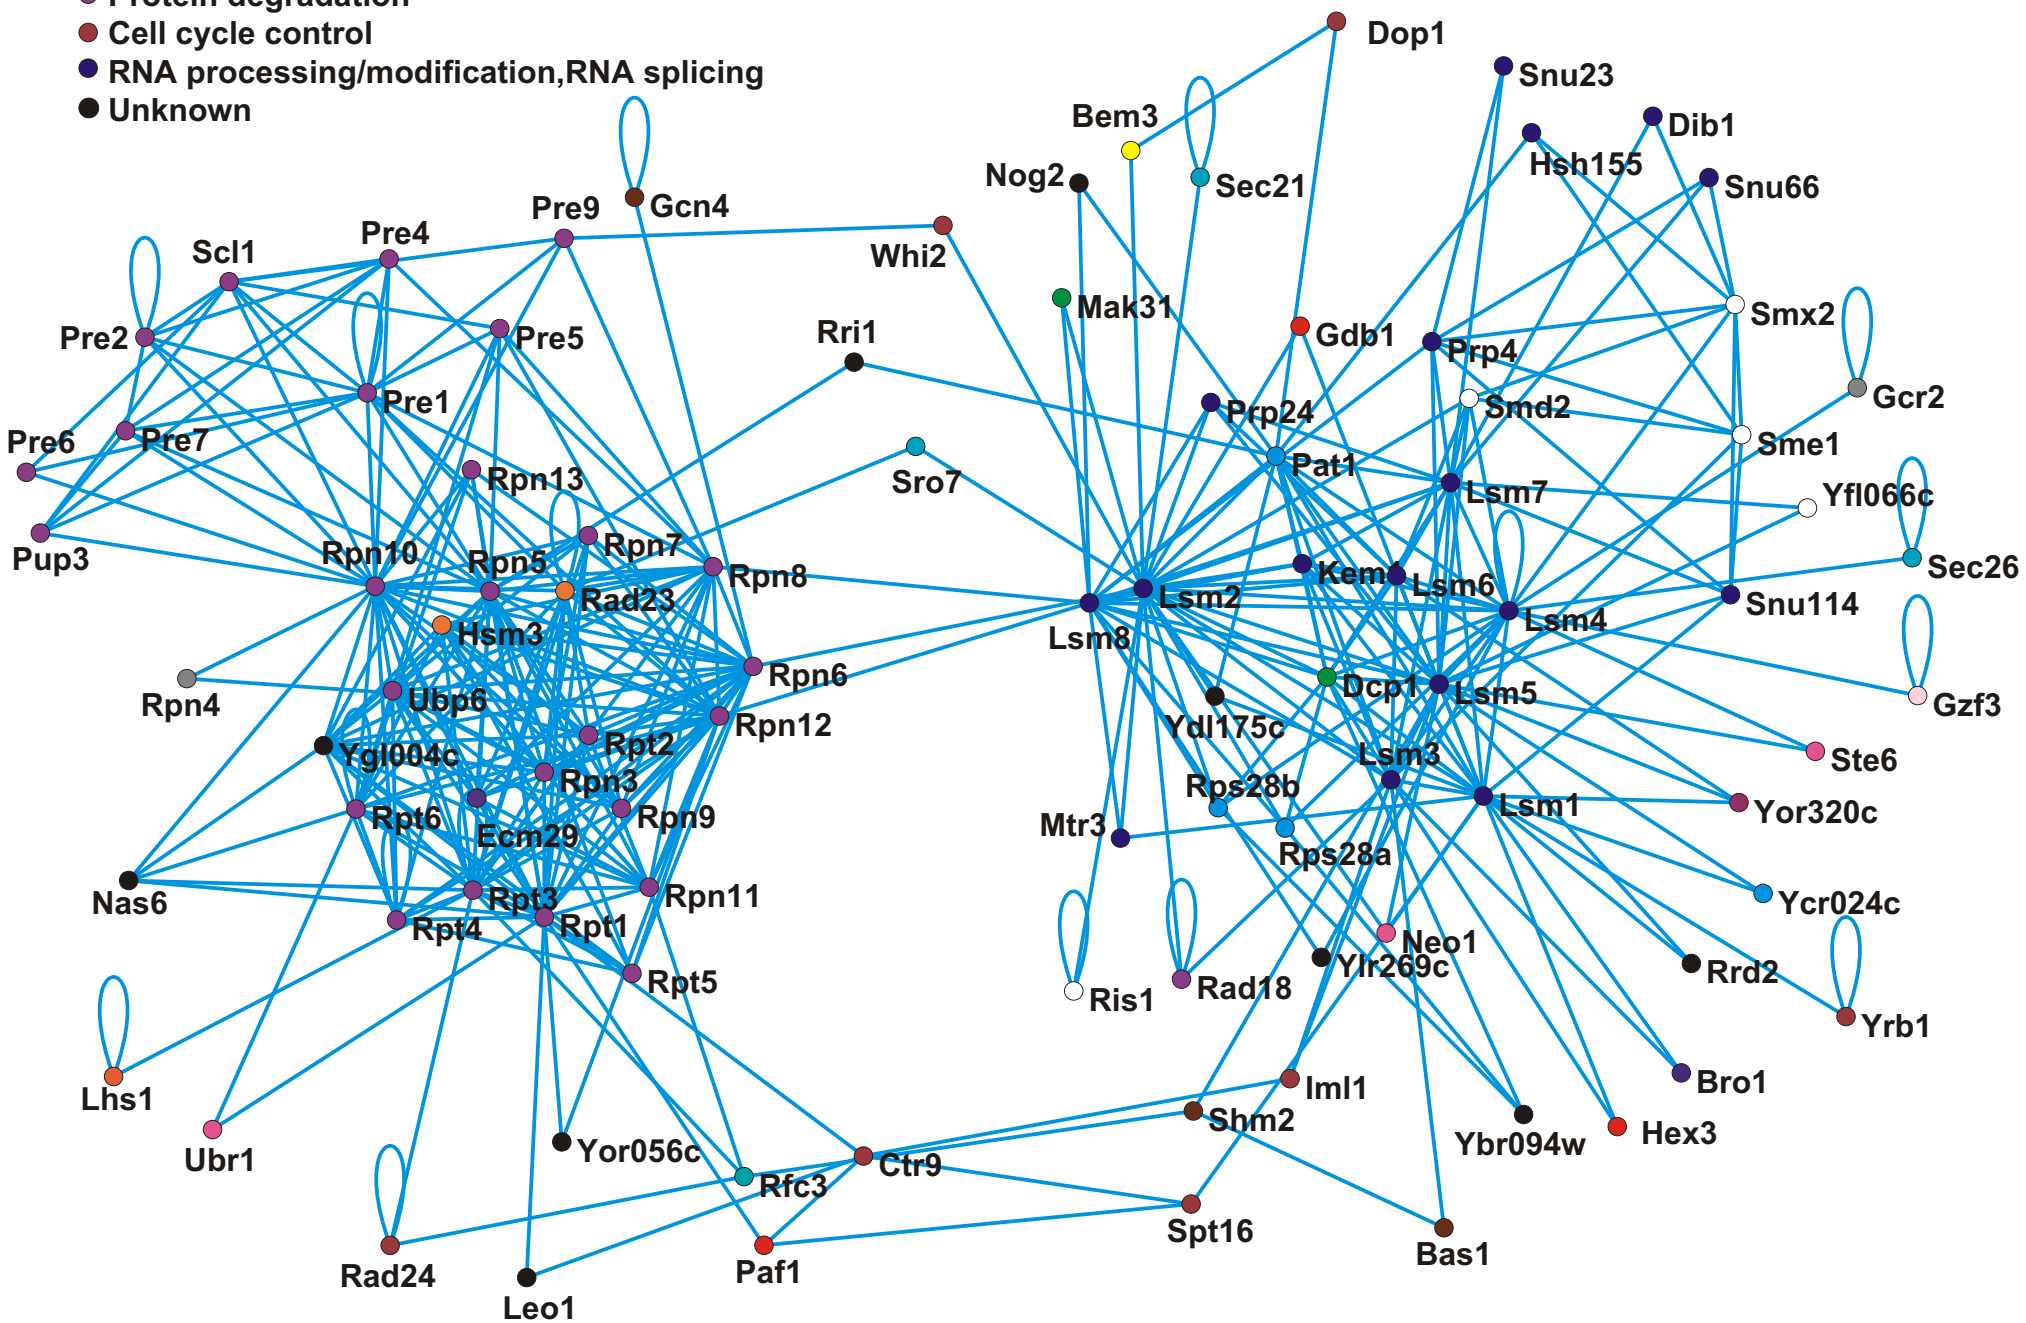 Protein degradation
Cell cycle control
RNA processing/modification,RNA splicing
Unknown
Dop1
Snu23
Bem3
Dib1
Hsh155
Nog2
Sec21
Snu66
Gcn4
Pre9
Pre4
Scl1
Whi2
Mak31
Smx2
Pre2
Pre5
Rri1
Gdb1
Prp4
Pre1
Prp24
Smd2
Gcr2
Pre6
Pre7
Sme1
Rpn13
Sro7
Pat1
Lsm7
Yfl066c
Pup3
Rpn10
Rpn5
Rpn7
Rpn8
Kem1
Lsm6
Sec26
Rad23
Lsm2
Snu114
Hsm3
Lsm8
Lsm4
Rpn4
Ubp6
Rpn6
Dcp1
Lsm5
Gzf3
Rpn12
Ydl175c
Ygl004c
Rpt2
Lsm3
Ste6
Rpn3
Rps28b
Rpt6
Rpn9
Mtr3
Lsm1
Yor320c
Ecm29
Rps28a
Nas6
Rpt3
Rpn11
Ycr024c
Rpt4
Rpt1
Neo1
Ylr269c
Rpt5
Ris1
Rad18
Rrd2
Yrb1
Lhs1
Iml1
Bro1
Shm2
Ubr1
Yor056c
Ctr9
Ybr094w
Hex3
Rfc3
Spt16
Rad24
Paf1
Bas1
Leo1